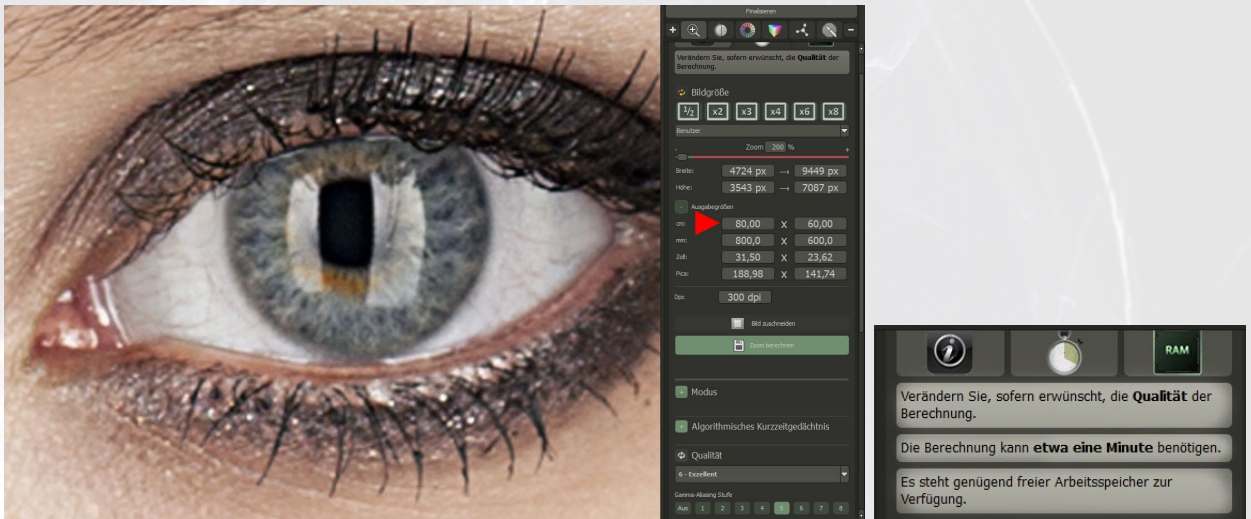 Finalisieren
Verändern Sie, sofern erwünscht, die Qualität der
Berechnung.
Bildgröße
1/2 x2 x3 x4 x6 x8
Benutzer
- Zoom 200 % +
Breite: 4724 px → 9449 px
Höhe: 3543 px → 7087 px
- Ausgabegrößen
cm: 80,00 X 60,00
mm: 800,0 X 600,0
Zoll: 31,50 X 23,62
Pica: 188,98 X 141,74
Dpi: 300 dpi
Bild zuschneiden
Zoom berechnen
+ Modus
+ Algorithmisches Kurzzeitgedächtnis
Qualität
6 - Exzellent
Gamma-Aliasing Stufe
Aus 1 2 3 4 5 6 7 8
RAM
Verändern Sie, sofern erwünscht, die Qualität der
Berechnung.
Die Berechnung kann etwa eine Minute benötigen.
Es steht genügend freier Arbeitsspeicher zur
Verfügung.